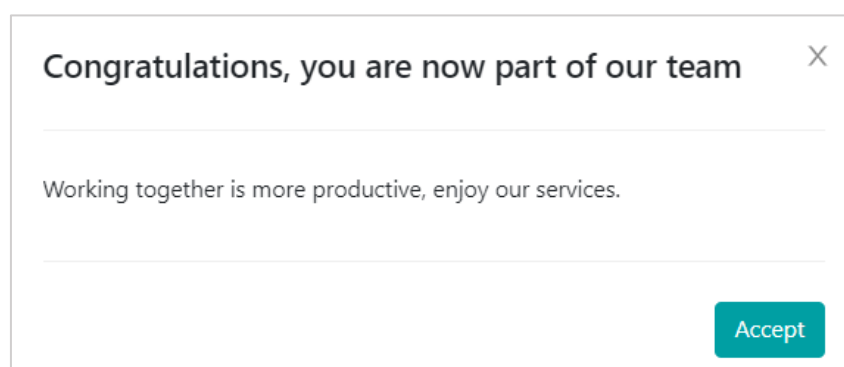 Congratulations, you are now part of our team
X
Working together is more productive, enjoy our services.
Accept